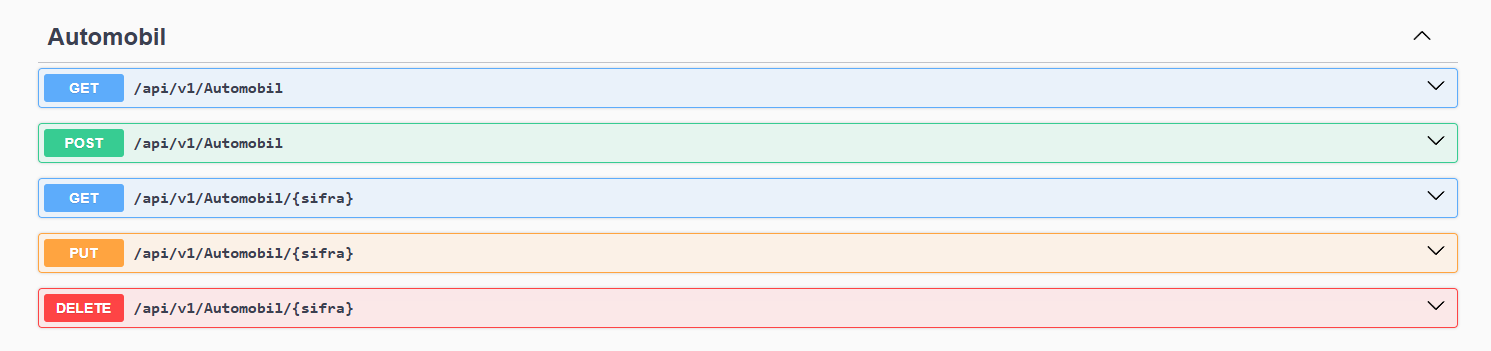 Automobil
GET /api/v1/Automobil
POST /api/v1/Automobil
GET /api/v1/Automobil/{sifra}
PUT /api/v1/Automobil/{sifra}
DELETE /api/v1/Automobil/{sifra}